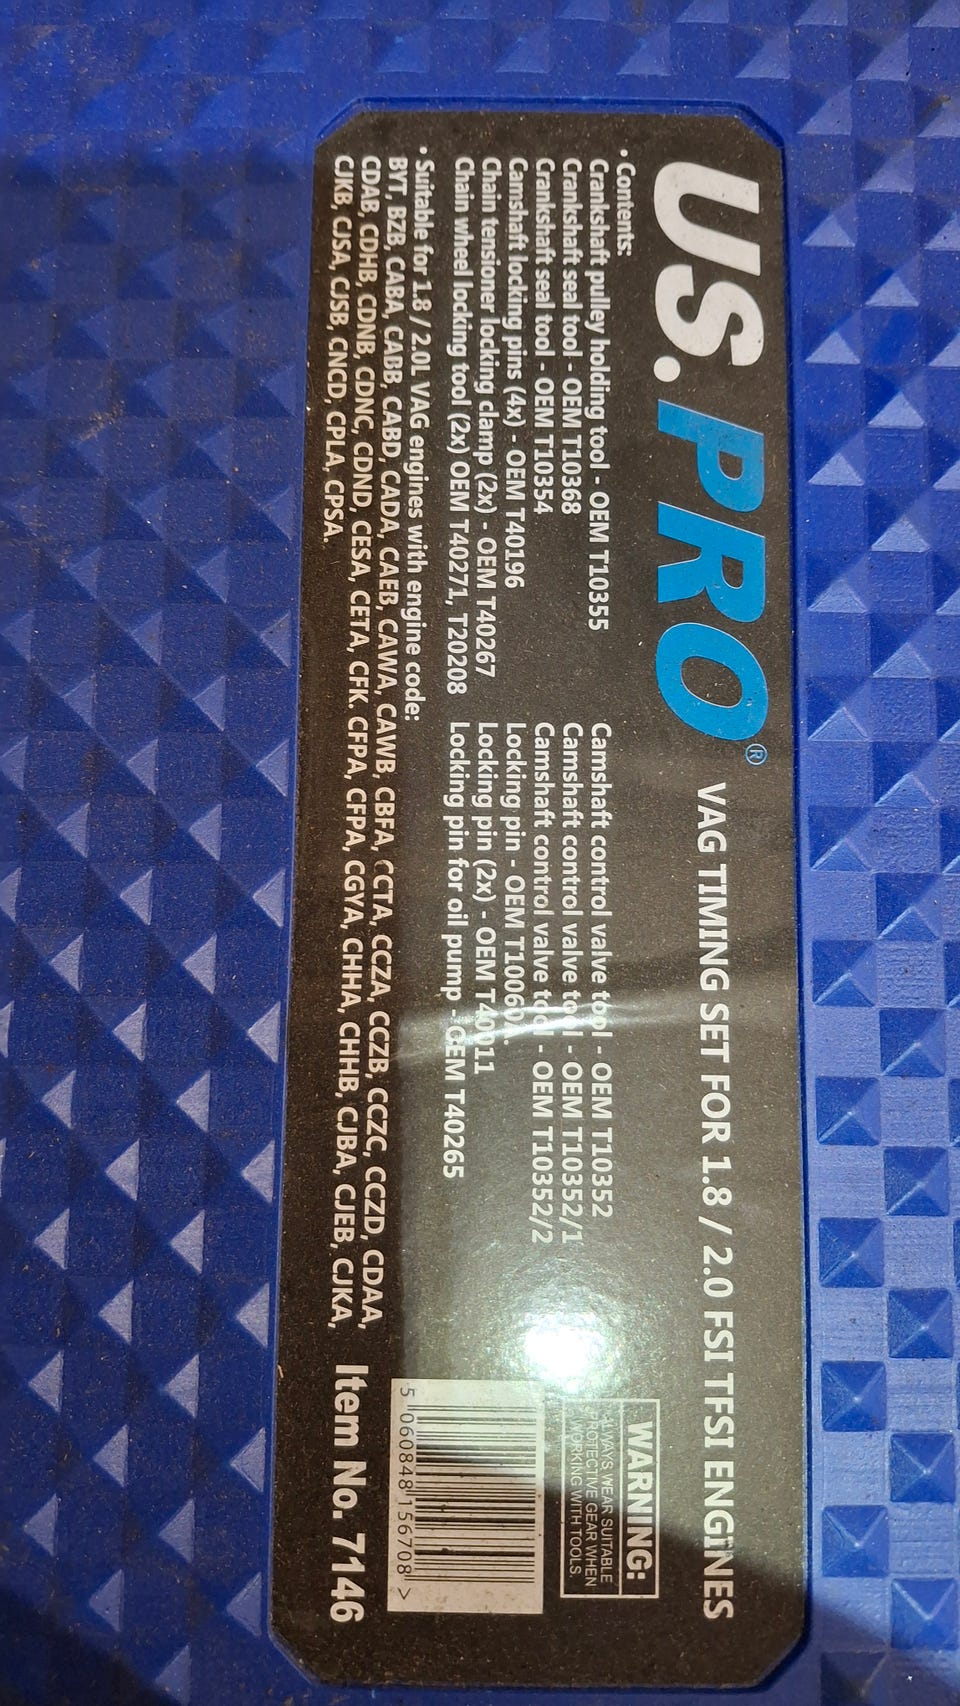 US.PRO® VAG TIMING SET FOR 1.8 / 2.0 FSI TFSI ENGINES
• Contents:
Crankshaft pulley holding tool - OEM T10355
Crankshaft seal tool - OEM T10368
Crankshaft seal tool - OEM T10354
Camshaft locking pins (4x) - OEM T40196
Chain tensioner locking clamp (2x) - OEM T40267
Chain wheel locking tool (2x) OEM T40271, T20208
Camshaft control valve tool - OEM T10352
Camshaft control valve tool - OEM T10352/1
Camshaft control valve tool - OEM T10352/2
Locking pin - OEM
Locking pin (2x) - OEM T40011
Locking pin for oil pump - OEM T40265
WARNING:
ALWAYS WEAR SUITABLE
PROTECTIVE GEAR WHEN
WORKING WITH TOOLS.
• Suitable for 1.8 / 2.0L VAG engines with engine code:
BYT, BZB, CABA, CABB, CABD, CADA, CAEB, CAWA, CAWB, CBFA, CCTA, CCZA, CCZB, CCZC, CCZD, CDAA,
CDAB, CDHB, CDNB, CDNC, CDND, CESA, CETA, CFK. CFPA, CFPA, CGYA, CHHA, CHHB, CJBA, CJEB, CJKA,
CJKB, CJSA, CJSB, CNCD, CPLA, CPSA.
5 060848 156708 >
Item No. 7146